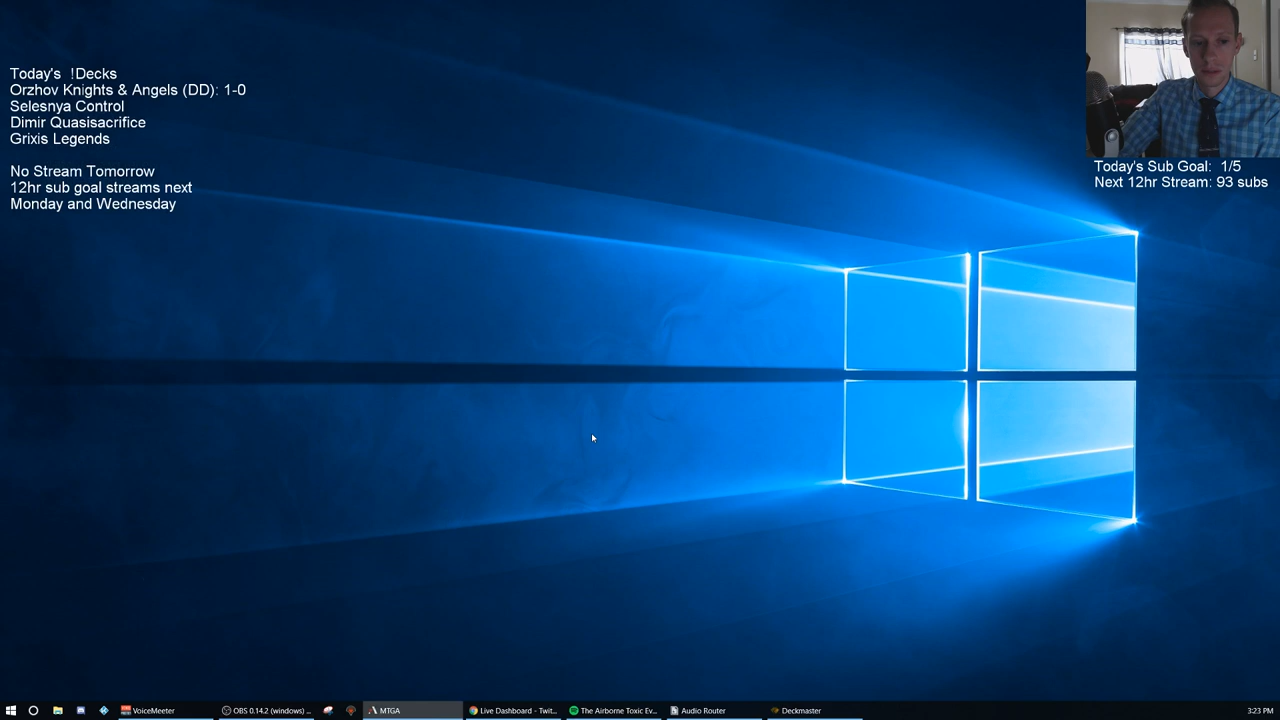 Today's !Decks
Orzhov Knights & Angels (DD): 1-0
Selesnya Control
Dimir Quasisacrifice
Grixis Legends
No Stream Tomorrow
12hr sub goal streams next
Monday and Wednesday
Today's Sub Goal: 1/5
Next 12hr Stream: 93 subs
VoiceMeeter
OBS 0.14.2 (windows) ...
MTGA
Live Dashboard - Twit...
The Airborne Toxic Ev...
Audio Router
Deckmaster
3:23 PM